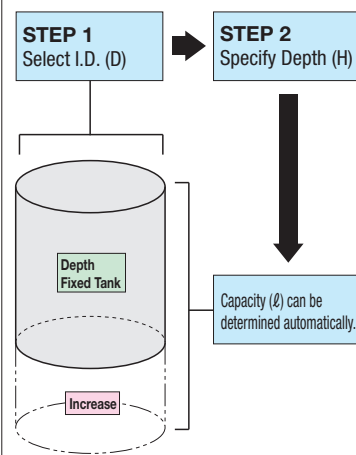 STEP 1
Select I.D. (D)
STEP 2
Specify Depth (H)
Depth
Fixed Tank
Capacity (ℓ) can be
determined automatically.
Increase